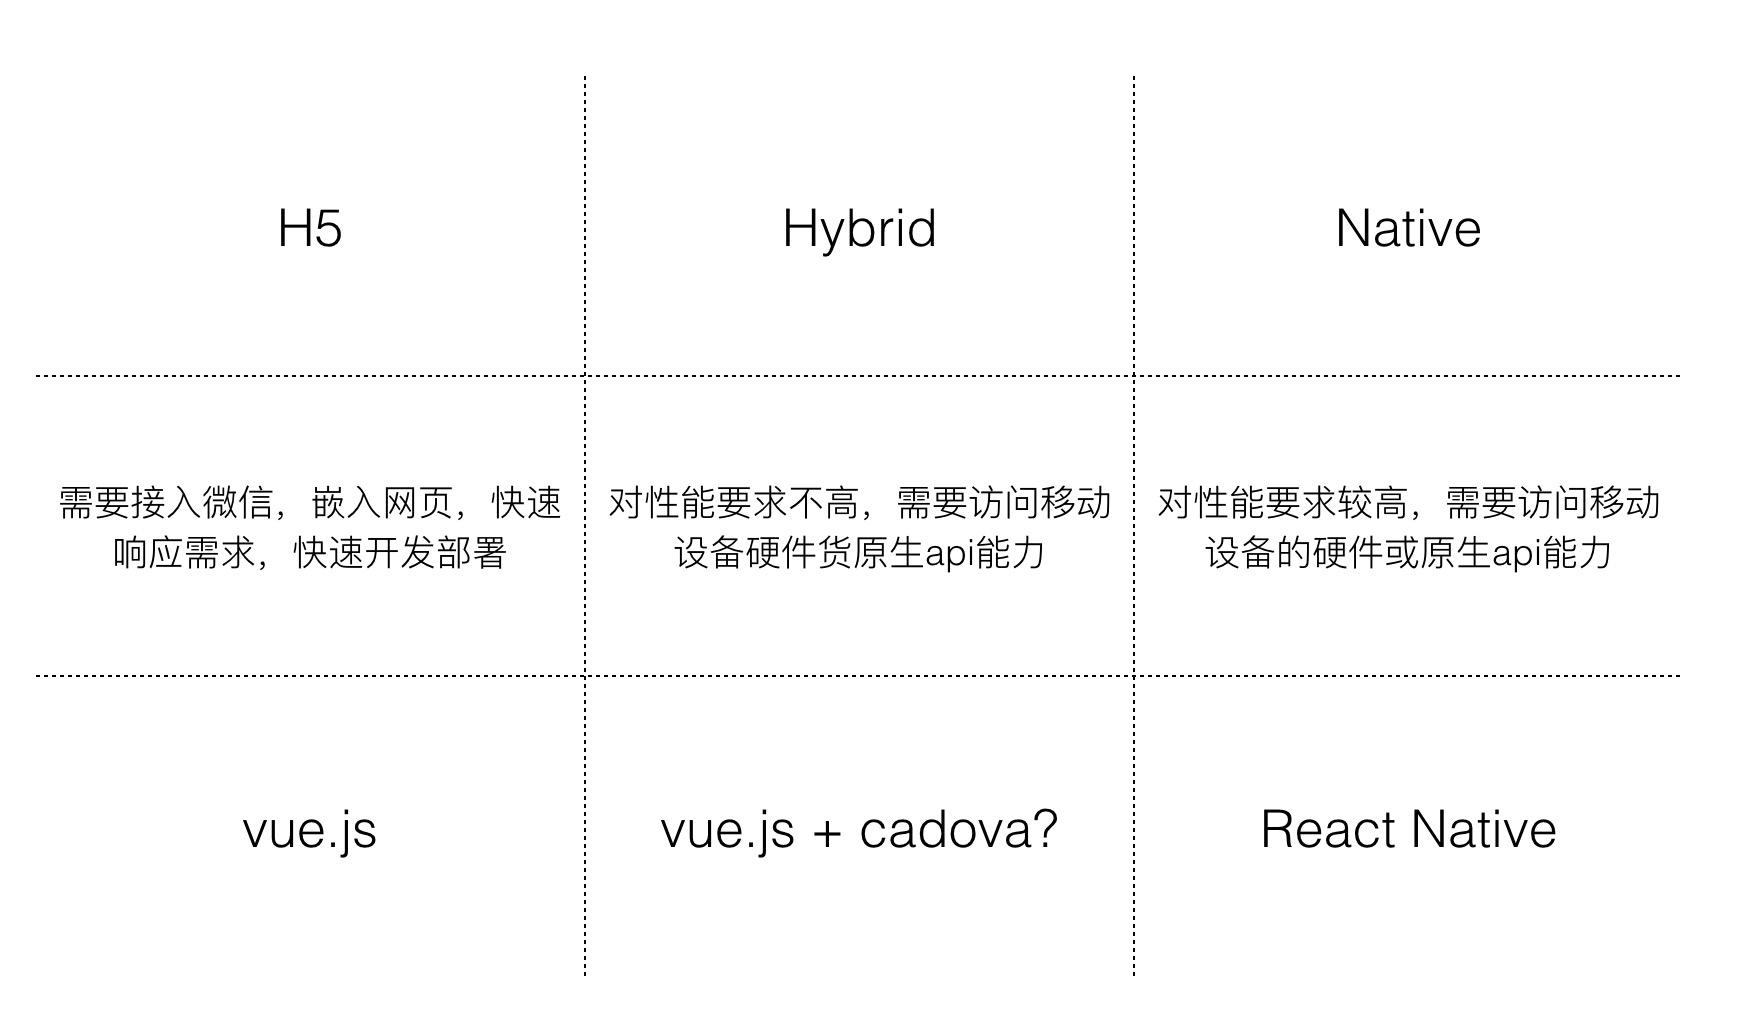 H5
Hybrid
Native
需要接入微信，嵌入网页，快速
响应需求，快速开发部署
对性能要求不高，需要访问移动
设备硬件货原生api能力
对性能要求较高，需要访问移动
设备的硬件或原生api能力
vue.js
vue.js + cadova?
React Native